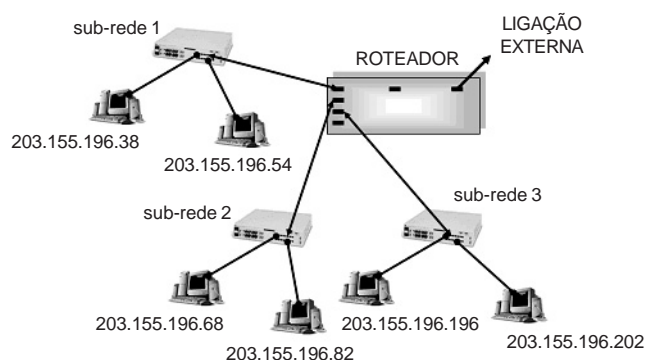 sub-rede 1
LIGAÇÃO
EXTERNA
ROTEADOR
203.155.196.38
203.155.196.54
sub-rede 2
sub-rede 3
203.155.196.68
203.155.196.82
203.155.196.196
203.155.196.202